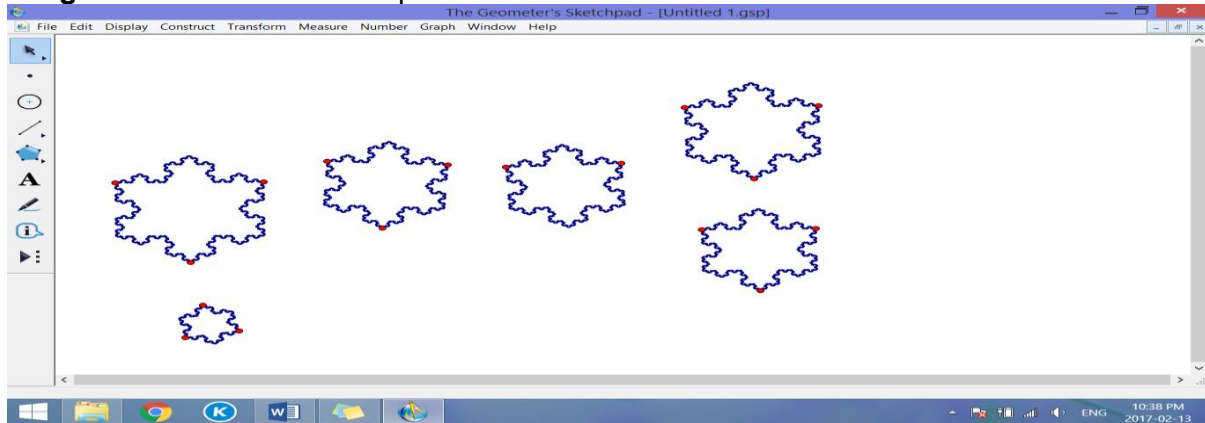 The Geometer's Sketchpad - [Untitled 1.gsp]
File Edit Display Construct Transform Measure Number Graph Window Help
A
i
K
W
ENG
10:38 PM
2017-02-13